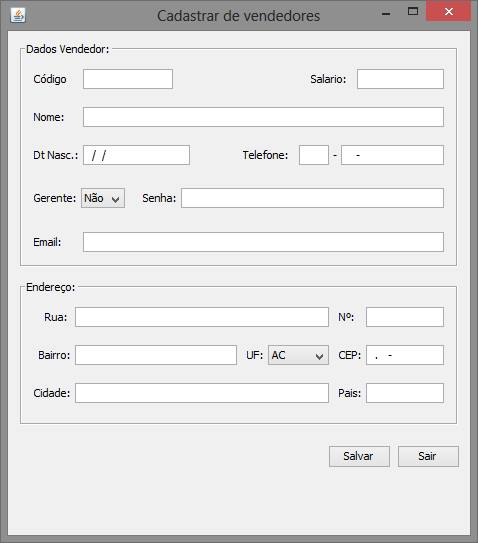 Cadastrar de vendedores
Dados Vendedor:
Código Salario:
Nome:
Dt Nasc.: / / Telefone: - -
Gerente: Não Senha:
Email:
Endereço:
Rua: Nº:
Bairro: UF: AC CEP: . -
Cidade: Pais:
Salvar Sair